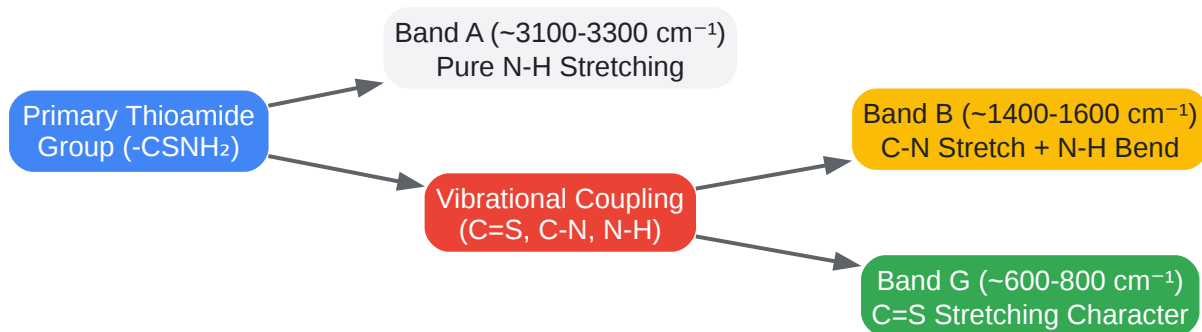 Band A (~3100-3300 cm⁻¹)
Pure N-H Stretching
Primary Thioamide
Group (-CSNH₂)
Band B (~1400-1600 cm⁻¹)
C-N Stretch + N-H Bend
Vibrational Coupling
(C=S, C-N, N-H)
Band G (~600-800 cm⁻¹)
C=S Stretching Character